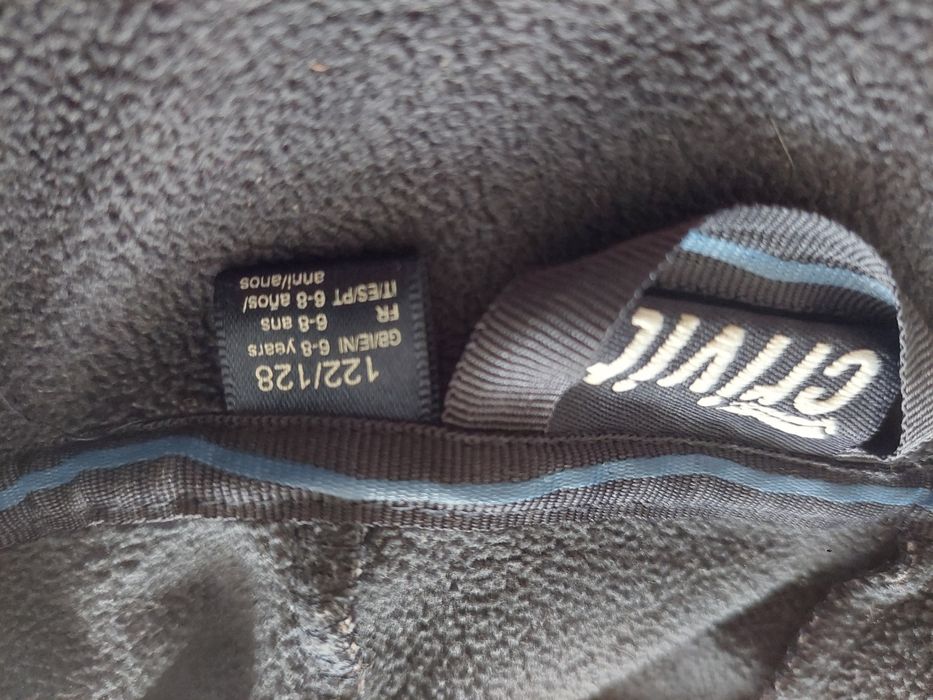 122/128
GB/IE/NI 6-8 years
FR 6-8 ans
IT/ES/PT 6-8 años/
anni/anos
crivit